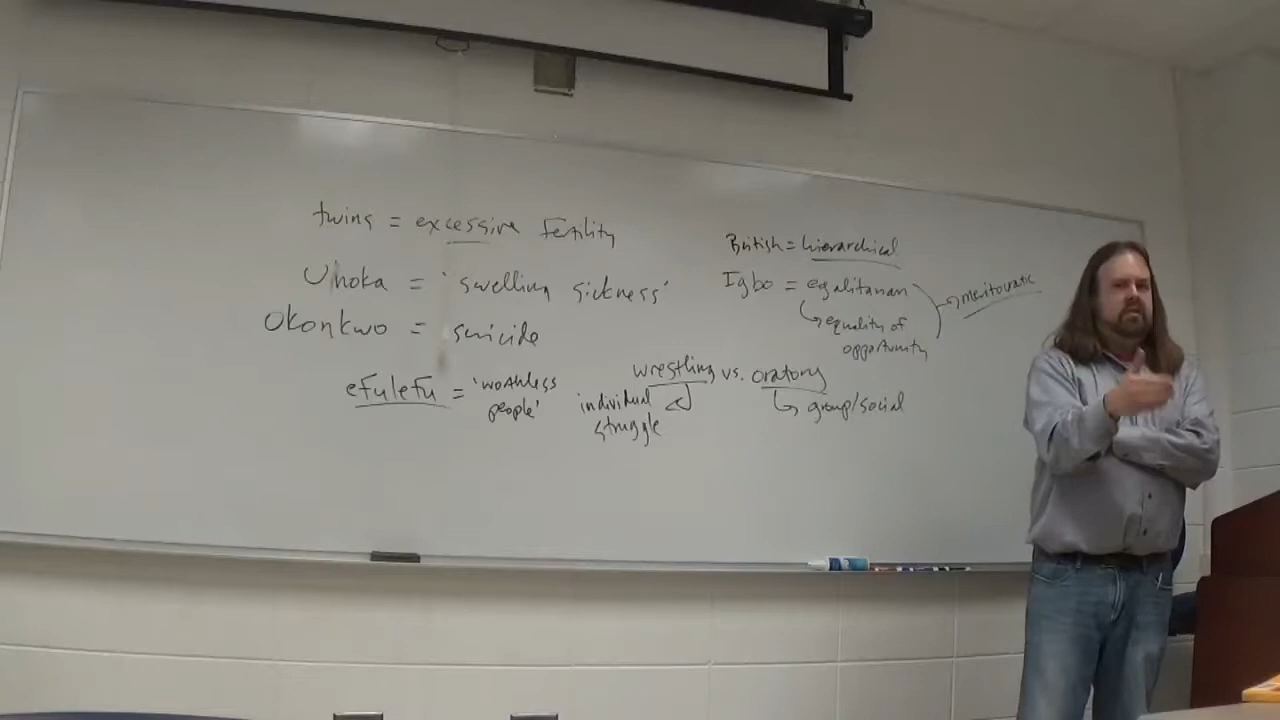 twins = excessive fertility
Unoka = 'swelling sickness'
Okonkwo = suicide
efulefu = 'worthless
people'
British = hierarchical
Igbo = egalitarian
equality of
opportunity
meritocratic
wrestling vs. oratory
individual
struggle
group/social